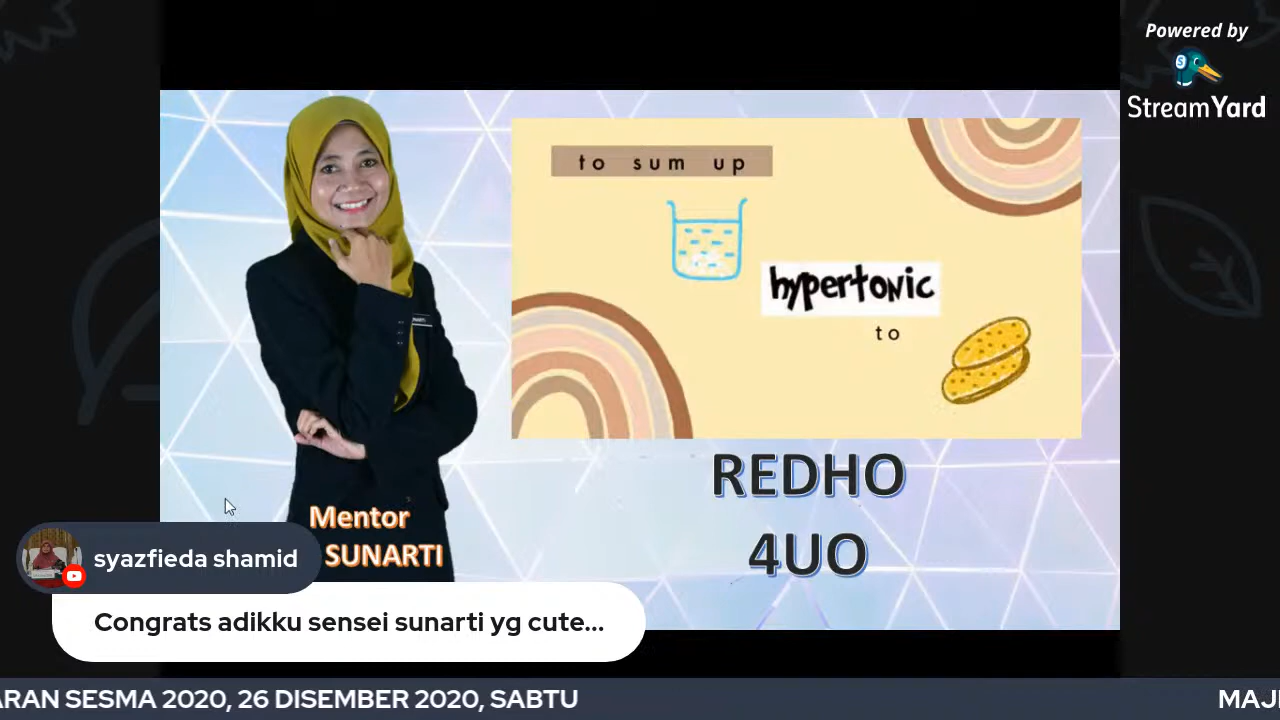 Powered by
StreamYard
to sum up
hypertonic
to
REDHO
4UO
Mentor
SUNARTI
syazfieda shamid
Congrats adikku sensei sunarti yg cute...
ARAN SESMA 2020, 26 DISEMBER 2020, SABTU